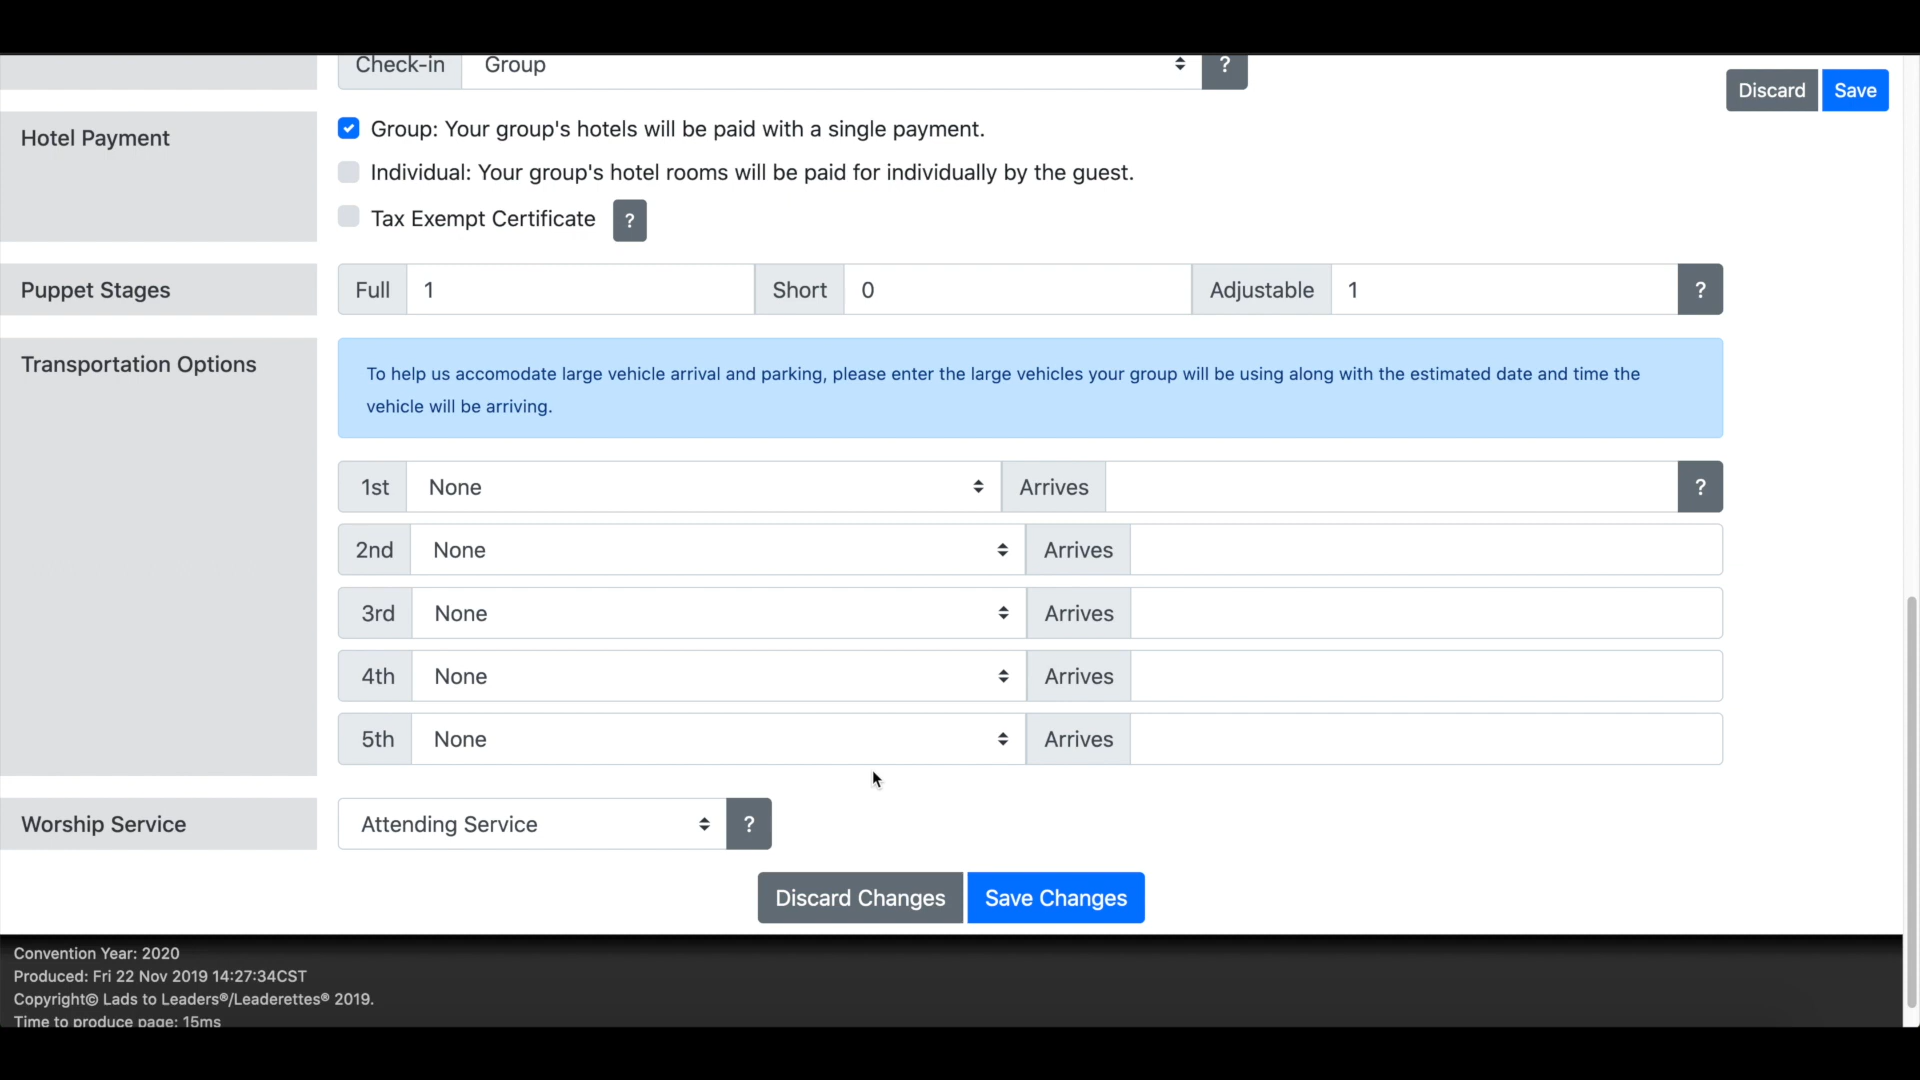 Check-in Group ?
Discard Save
Hotel Payment
Group: Your group's hotels will be paid with a single payment.
Individual: Your group's hotel rooms will be paid for individually by the guest.
Tax Exempt Certificate ?
Puppet Stages Full 1 Short 0 Adjustable 1 ?
Transportation Options
To help us accomodate large vehicle arrival and parking, please enter the large vehicles your group will be using along with the estimated date and time the
vehicle will be arriving.
1st None Arrives ?
2nd None Arrives
3rd None Arrives
4th None Arrives
5th None Arrives
Worship Service Attending Service ?
Discard Changes Save Changes
Convention Year: 2020
Produced: Fri 22 Nov 2019 14:27:34CST
Copyright© Lads to Leaders®/Leaderettes® 2019.
Time to produce page: 15ms